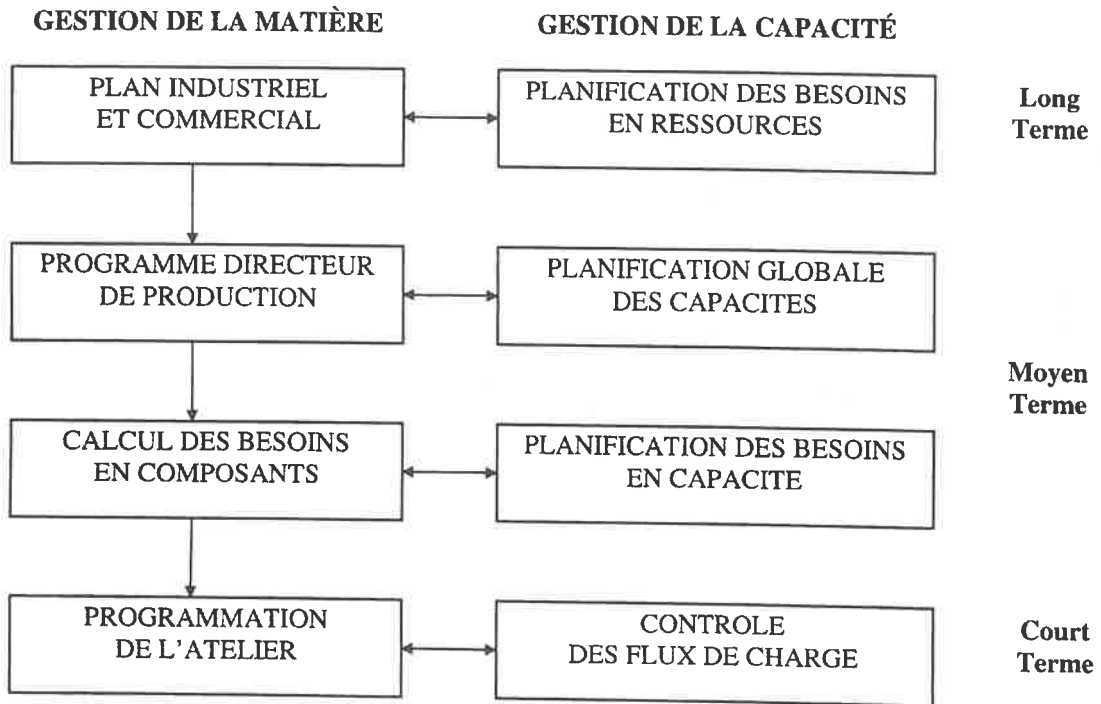 GESTION DE LA MATIÈRE
GESTION DE LA CAPACITÉ
PLAN INDUSTRIEL
ET COMMERCIAL
PLANIFICATION DES BESOINS
EN RESSOURCES
Long
Terme
PROGRAMME DIRECTEUR
DE PRODUCTION
PLANIFICATION GLOBALE
DES CAPACITES
Moyen
Terme
CALCUL DES BESOINS
EN COMPOSANTS
PLANIFICATION DES BESOINS
EN CAPACITE
PROGRAMMATION
DE L'ATELIER
CONTROLE
DES FLUX DE CHARGE
Court
Terme